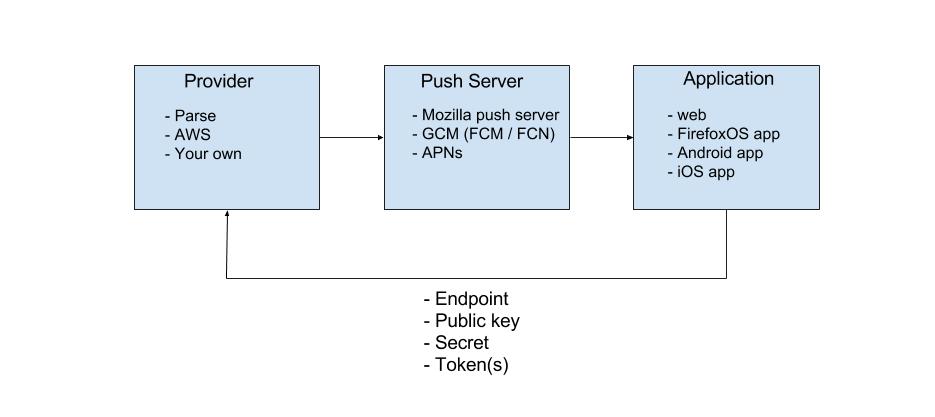 Provider
- Parse
- AWS
- Your own
Push Server
- Mozilla push server
- GCM (FCM / FCN)
- APNs
Application
- web
- FirefoxOS app
- Android app
- iOS app
- Endpoint
- Public key
- Secret
- Token(s)